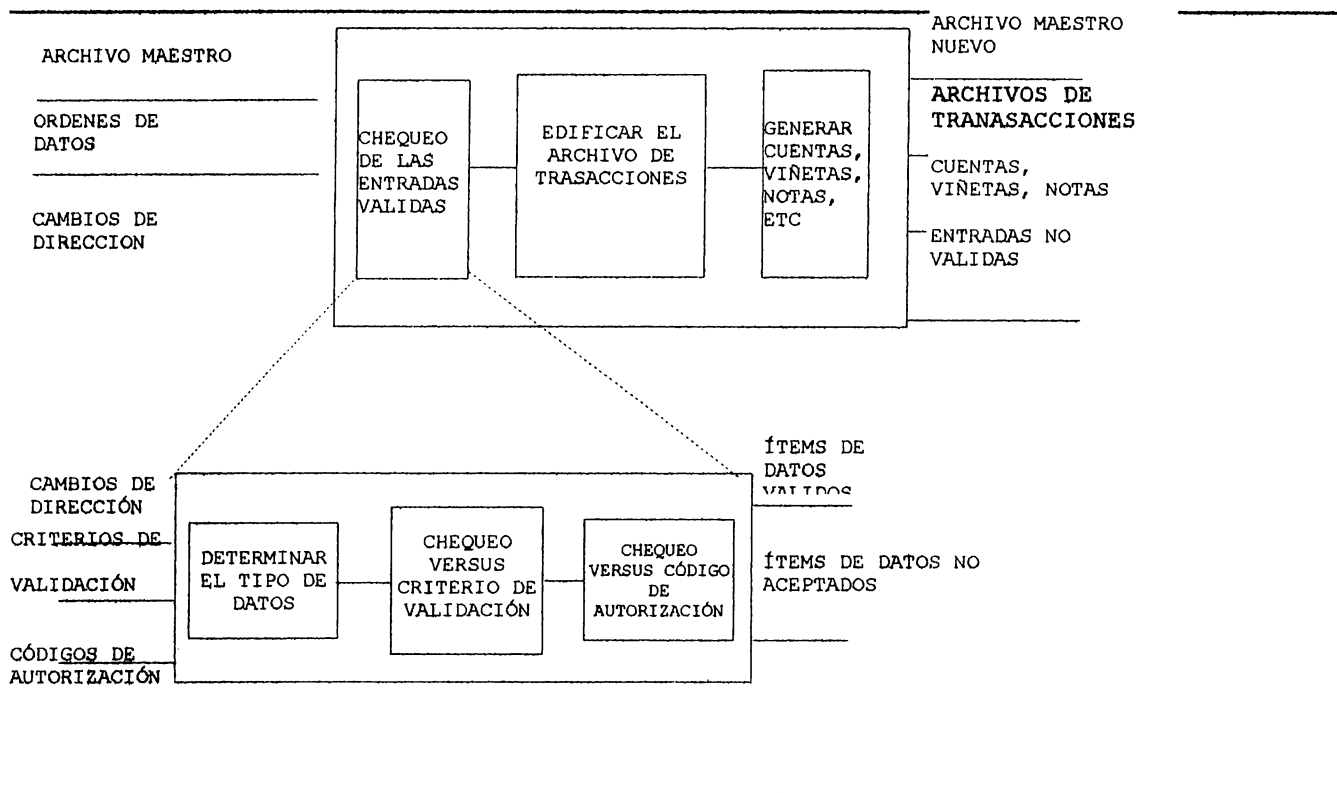 ARCHIVO MAESTRO
ORDENES DE
DATOS
CAMBIOS DE
DIRECCION
CHEQUEO
DE LAS
ENTRADAS
VALIDAS
EDIFICAR EL
ARCHIVO DE
TRASACCIONES
GENERAR
CUENTAS,
VIÑETAS,
NOTAS,
ETC
ARCHIVO MAESTRO
NUEVO
ARCHIVOS DE
TRANASACCIONES
CUENTAS,
VIÑETAS, NOTAS
ENTRADAS NO
VALIDAS
CAMBIOS DE
DIRECCIÓN
CRITERIOS DE
VALIDACIÓN
CÓDIGOS DE
AUTORIZACIÓN
DETERMINAR
EL TIPO DE
DATOS
CHEQUEO
VERSUS
CRITERIO DE
VALIDACIÓN
CHEQUEO
VERSUS CÓDIGO
DE
AUTORIZACIÓN
ÍTEMS DE
DATOS
VALIDOS
ÍTEMS DE DATOS NO
ACEPTADOS